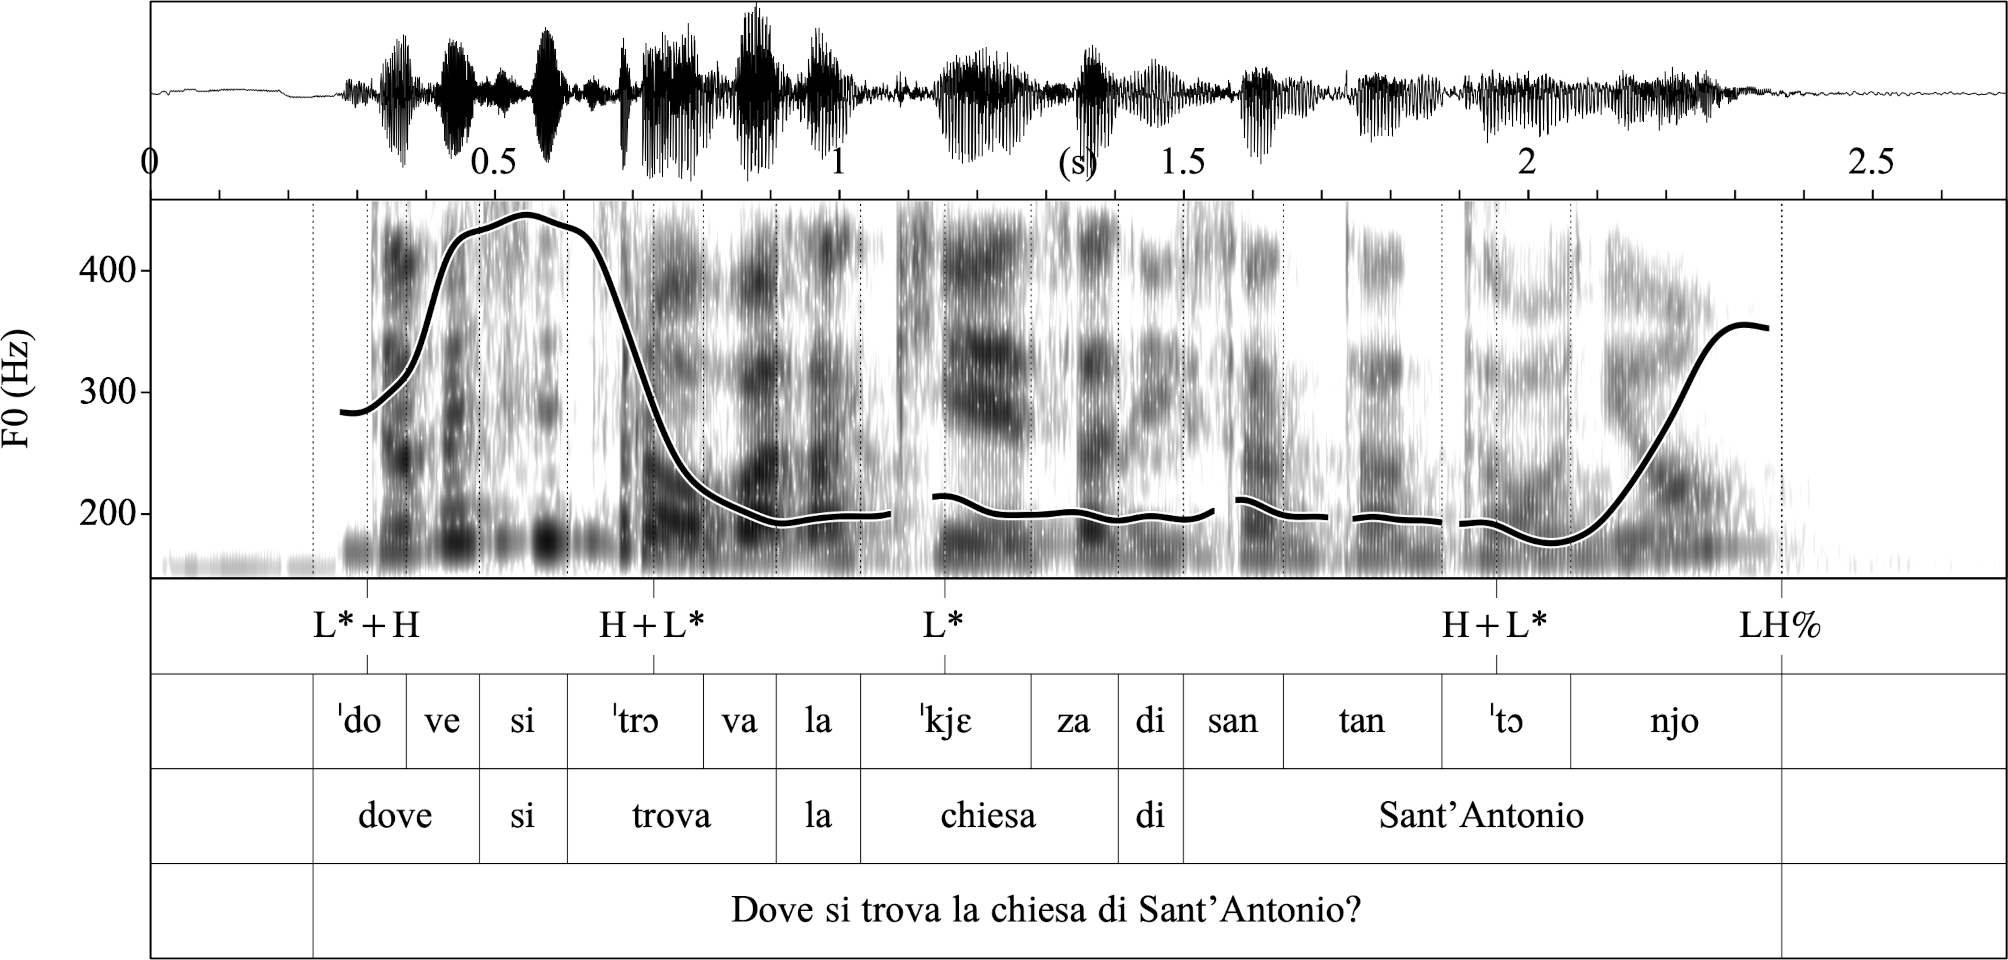 0 0.5 1 (s) 1.5 2 2.5
F0 (Hz)
400
300
200
L*+H H+L* L* H+L* LH%
ˈdo ve si ˈtrɔ va la ˈkjɛ za di san tan ˈtɔ njo
dove si trova la chiesa di Sant’Antonio
Dove si trova la chiesa di Sant’Antonio?